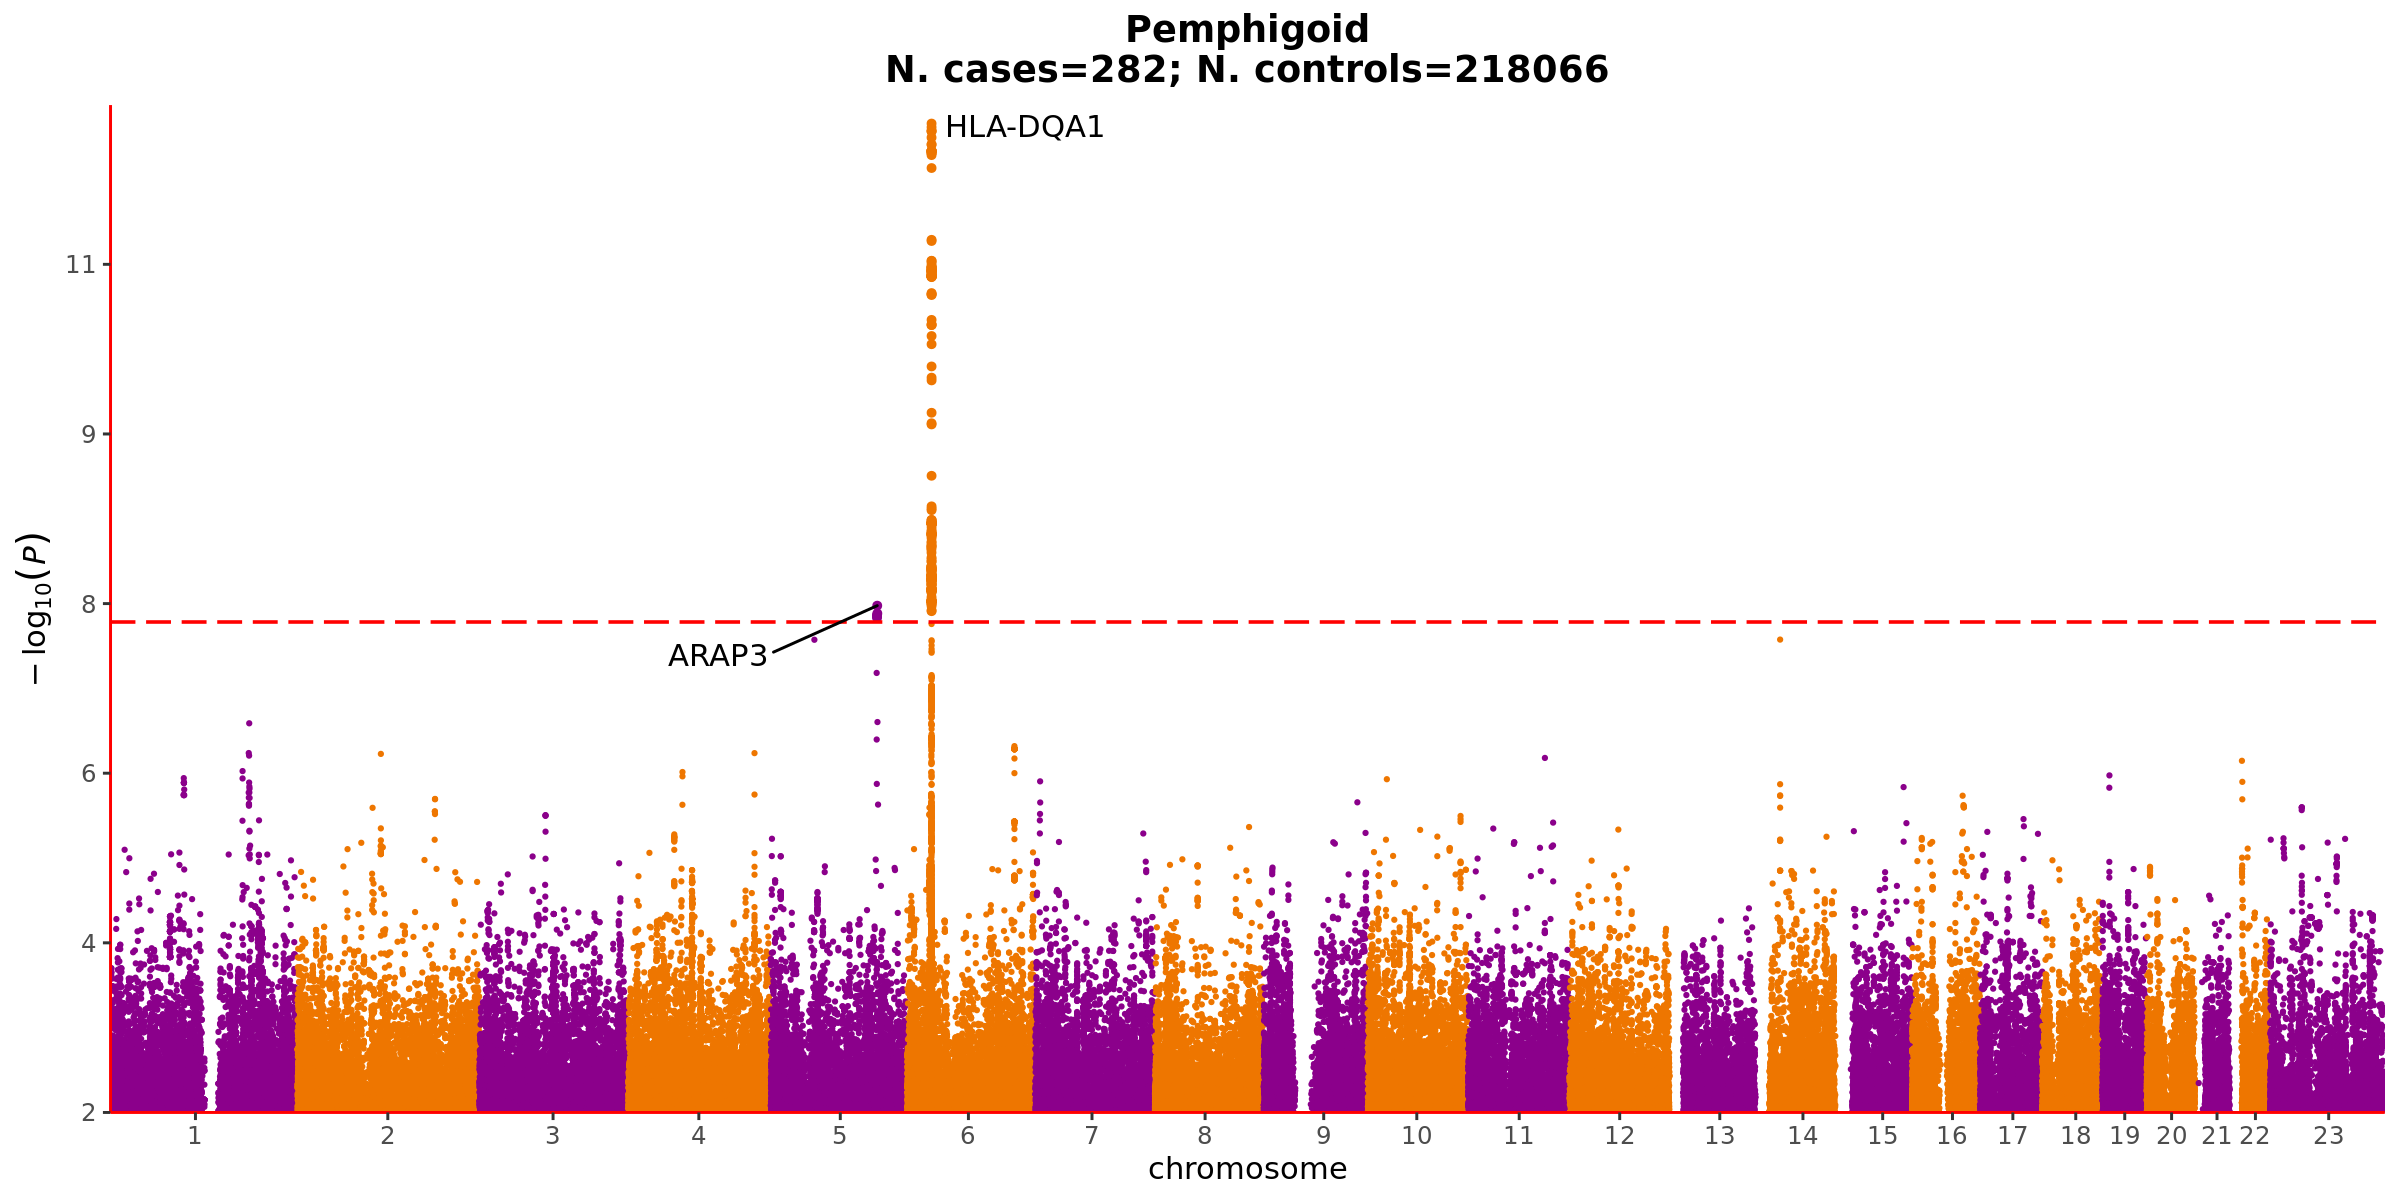 Pemphigoid
N. cases=282; N. controls=218066
HLA-DQA1
ARAP3
−log10(P)
11
9
8
6
4
2
1 2 3 4 5 6 7 8 9 10 11 12 13 14 15 16 17 18 19 20 21 22 23
chromosome